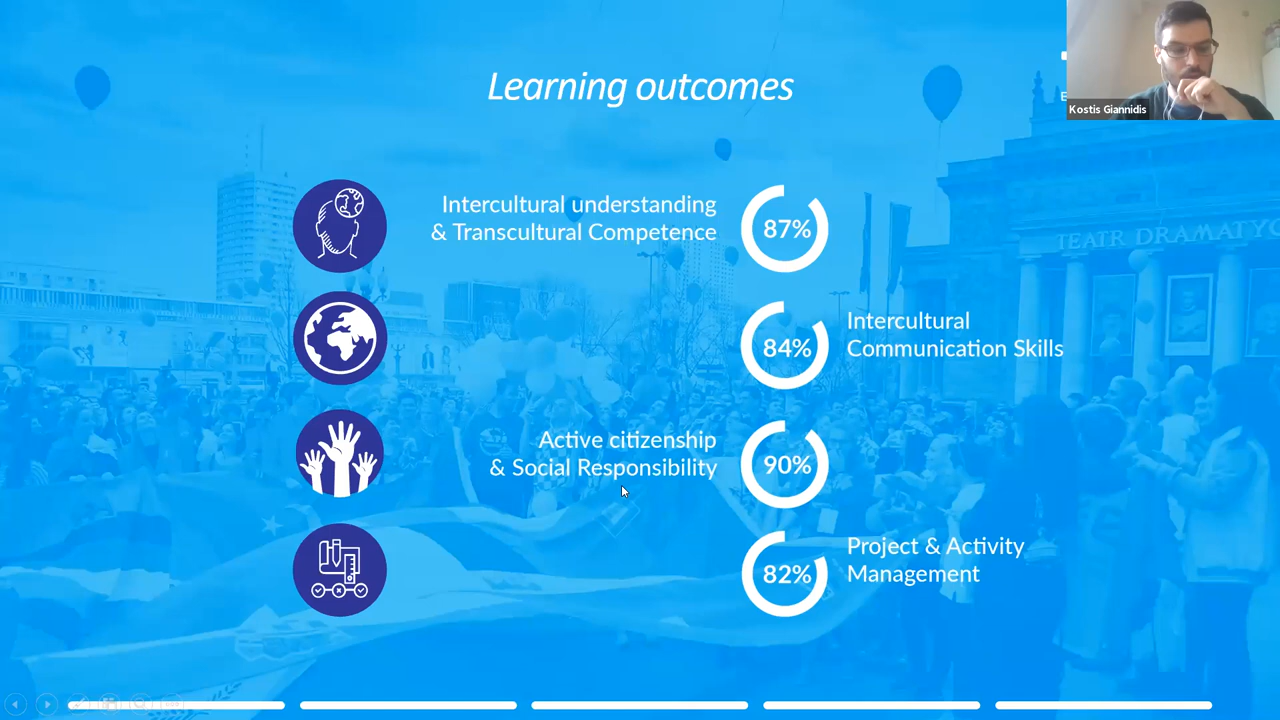 Learning outcomes
E
Kostis Giannidis
Intercultural understanding
& Transcultural Competence
87%
TEATR DRAMATYC
84%
Intercultural
Communication Skills
Active citizenship
& Social Responsibility
90%
82%
Project & Activity
Management